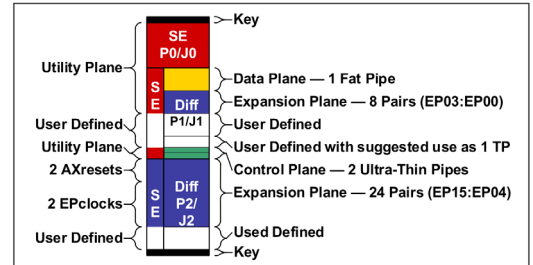 Key
SE
P0/J0
Utility Plane
Data Plane — 1 Fat Pipe
S
E
Diff
Expansion Plane — 8 Pairs (EP03:EP00)
P1/J1
User Defined
User Defined
User Defined with suggested use as 1 TP
Utility Plane
Control Plane — 2 Ultra-Thin Pipes
2 AXresets
Expansion Plane — 24 Pairs (EP15:EP04)
S
E
Diff
P2/
J2
2 EPclocks
User Defined
Used Defined
Key